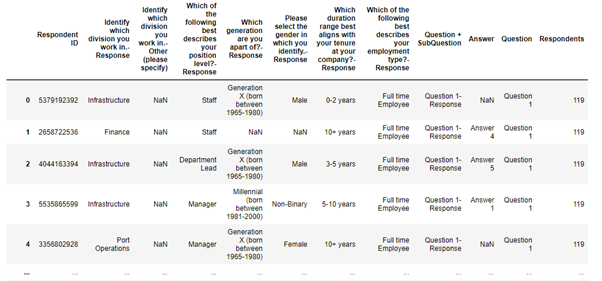 Respondent ID | Identify which division you work in.-Response | Identify which division you work in.-Other (please specify) | Which of the following best describes your position level?-Response | Which generation are you apart of?-Response | Please select the gender in which you identify.-Response | Which duration range best aligns with your tenure at your company?-Response | Which of the following best describes your employment type?-Response | Question + SubQuestion | Answer | Question | Respondents
0 | 5379192392 | Infrastructure | NaN | Staff | Generation X (born between 1965-1980) | Male | 0-2 years | Full time Employee | Question 1-Response | NaN | Question 1 | 119
1 | 2658722536 | Finance | NaN | Staff | NaN | NaN | 10+ years | Full time Employee | Question 1-Response | Answer 4 | Question 1 | 119
2 | 4044163394 | Infrastructure | NaN | Department Lead | Generation X (born between 1965-1980) | Male | 3-5 years | Full time Employee | Question 1-Response | Answer 5 | Question 1 | 119
3 | 5535865599 | Infrastructure | NaN | Manager | Millennial (born between 1981-2000) | Non-Binary | 5-10 years | Full time Employee | Question 1-Response | Answer 1 | Question 1 | 119
4 | 3356802928 | Port Operations | NaN | Manager | Generation X (born between 1965-1980) | Female | 10+ years | Full time Employee | Question 1-Response | NaN | Question 1 | 119
... | ... | ... | ... | ... | ... | ... | ... | ... | ... | ... | ... | ...